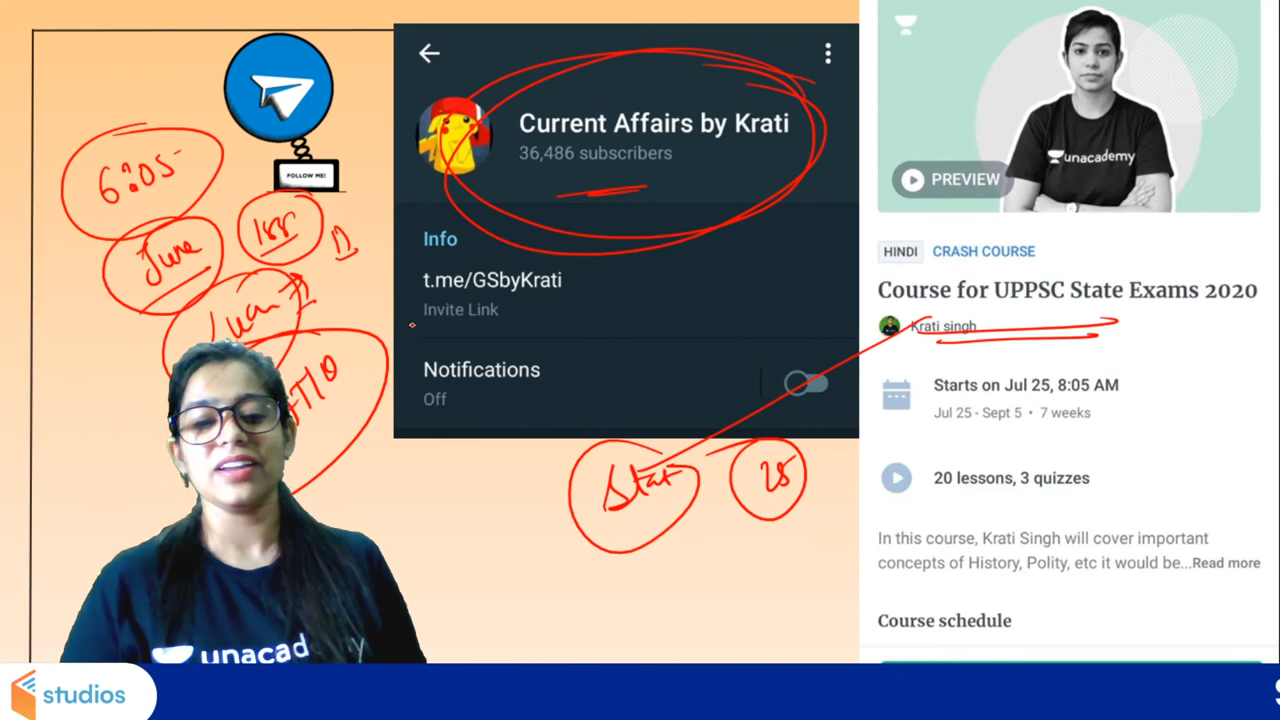 FOLLOW ME!
6:05
June
188
Current Affairs by Krati
36,486 subscribers
Info
t.me/GSbyKrati
Invite Link
Notifications
Off
Stat
25
unacademy
PREVIEW
HINDI CRASH COURSE
Course for UPPSC State Exams 2020
Krati singh
Starts on Jul 25, 8:05 AM
Jul 25 - Sept 5 • 7 weeks
20 lessons, 3 quizzes
In this course, Krati Singh will cover important
concepts of History, Polity, etc it would be...Read more
Course schedule
unacademy
studios